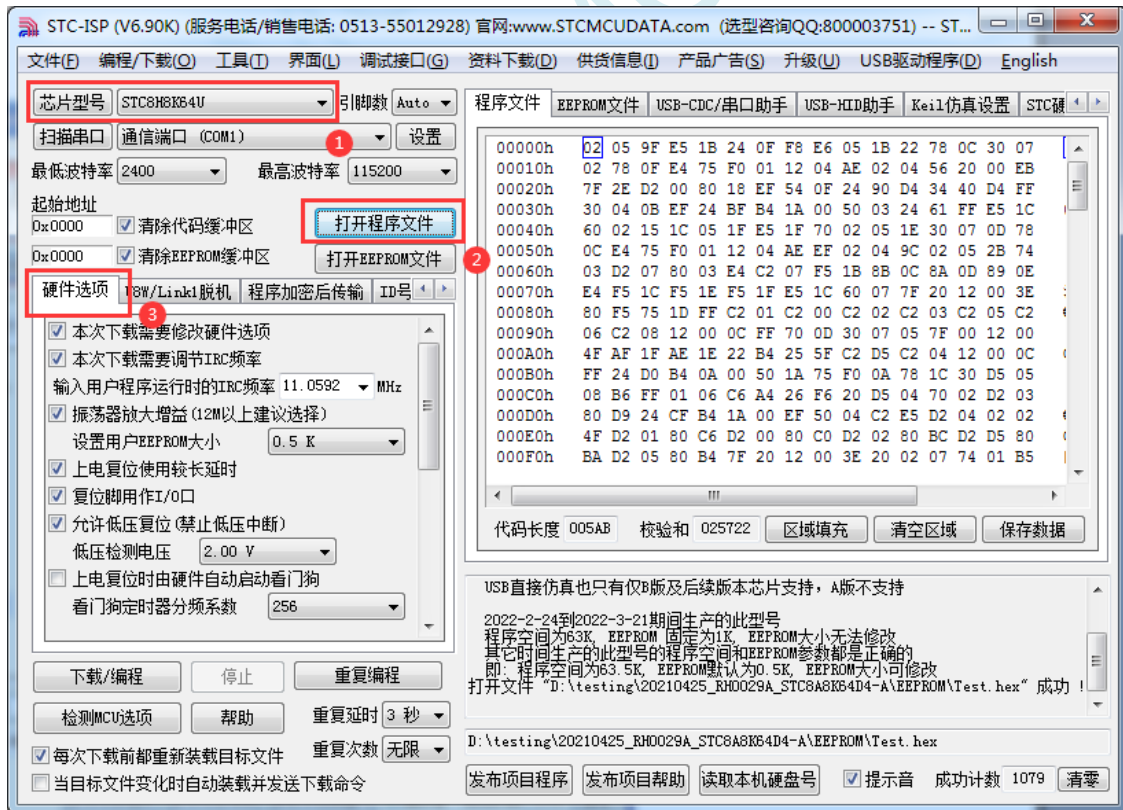 STC-ISP (V6.90K) (服务电话/销售电话: 0513-55012928) 官网:www.STCMCUDATA.com (选型咨询QQ:800003751) -- ST...
文件(F) 编程/下载(O) 工具(T) 界面(L) 调试接口(G) 资料下载(D) 供货信息(I) 产品广告(S) 升级(U) USB驱动程序(D) English
芯片型号 STC8H8K64U 引脚数 Auto
扫描串口 通信端口 (COM1) 设置
1
最低波特率 2400 最高波特率 115200
起始地址
0x0000 清除代码缓冲区 打开程序文件
0x0000 清除EEPROM缓冲区 打开EEPROM文件
2
硬件选项 U8W/Link1脱机 程序加密后传输 ID号
3
本次下载需要修改硬件选项
本次下载需要调节IRC频率
输入用户程序运行时的IRC频率 11.0592 MHz
振荡器放大增益(12M以上建议选择)
设置用户EEPROM大小 0.5 K
上电复位使用较长延时
复位脚用作I/O口
允许低压复位(禁止低压中断)
低压检测电压 2.00 V
上电复位时由硬件自动启动看门狗
看门狗定时器分频系数 256
下载/编程 停止 重复编程
检测MCU选项 帮助 重复延时 3 秒
每次下载前都重新装载目标文件 重复次数 无限
当目标文件变化时自动装载并发送下载命令
程序文件 EEPROM文件 USB-CDC/串口助手 USB-HID助手 Keil仿真设置 STC硬
00000h 02 05 9F E5 1B 24 0F F8 E6 05 1B 22 78 0C 30 07
00010h 02 78 0F E4 75 F0 01 12 04 AE 02 04 56 20 00 EB
00020h 7F 2E D2 00 80 18 EF 54 0F 24 90 D4 34 40 D4 FF
00030h 30 04 0B EF 24 BF B4 1A 00 50 03 24 61 FF E5 1C
00040h 60 02 15 1C 05 1F E5 1F 70 02 05 1E 30 07 0D 78
00050h 0C E4 75 F0 01 12 04 AE EF 02 04 9C 02 05 2B 74
00060h 03 D2 07 80 03 E4 C2 07 F5 1B 8B 0C 8A 0D 89 0E
00070h E4 F5 1C F5 1E F5 1F E5 1C 60 07 7F 20 12 00 3E
00080h 80 F5 75 1D FF C2 01 C2 00 C2 02 C2 03 C2 05 C2
00090h 06 C2 08 12 00 0C FF 70 0D 30 07 05 7F 00 12 00
000A0h 4F AF 1F AE 1E 22 B4 25 5F C2 D5 C2 04 12 00 0C
000B0h FF 24 D0 B4 0A 00 50 1A 75 F0 0A 78 1C 30 D5 05
000C0h 08 B6 FF 01 06 C6 A4 26 F6 20 D5 04 70 02 D2 03
000D0h 80 D9 24 CF B4 1A 00 EF 50 04 C2 E5 D2 04 02 02
000E0h 4F D2 01 80 C6 D2 00 80 C0 D2 02 80 BC D2 D5 80
000F0h BA D2 05 80 B4 7F 20 12 00 3E 20 02 07 74 01 B5
代码长度 005AB 校验和 025722 区域填充 清空区域 保存数据
USB直接仿真也只有仅B版及后续版本芯片支持，A版不支持
2022-2-24到2022-3-21期间生产的此型号
程序空间为63K, EEPROM 固定为1K, EEPROM大小无法修改
其它时间生产的此型号的程序空间和EEPROM参数都是正确的
即: 程序空间为63.5K, EEPROM默认为0.5K, EEPROM大小可修改
打开文件 "D:\testing\20210425_RH0029A_STC8A8K64D4-A\EEPROM\Test.hex" 成功 !
D:\testing\20210425_RH0029A_STC8A8K64D4-A\EEPROM\Test.hex
发布项目程序 发布项目帮助 读取本机硬盘号 提示音 成功计数 1079 清零